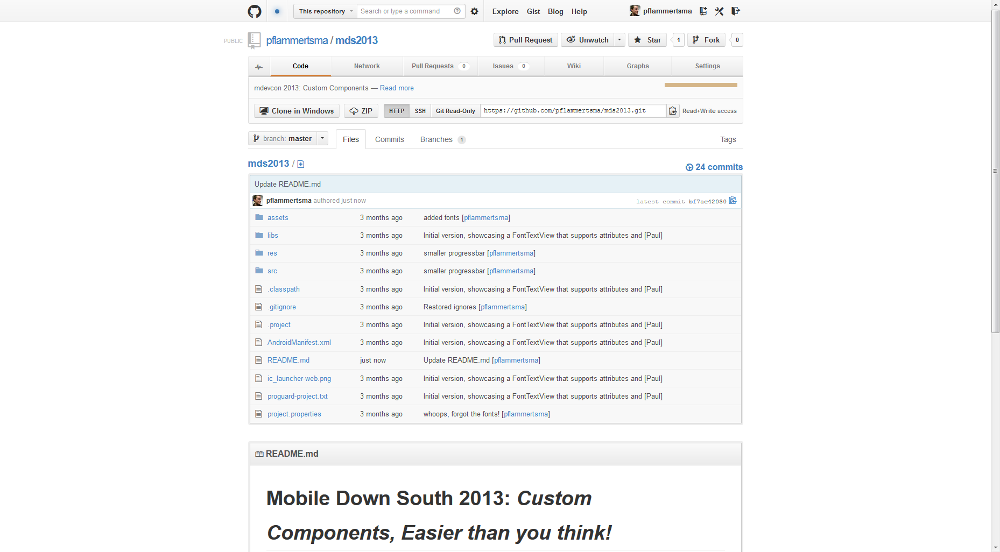 This repository Search or type a command Explore Gist Blog Help pflammertsma
PUBLIC pflammertsma / mds2013 Pull Request Unwatch Star 1 Fork 0
Code Network Pull Requests 0 Issues 0 Wiki Graphs Settings
mdevcon 2013: Custom Components — Read more
Clone in Windows ZIP HTTP SSH Git Read-Only https://github.com/pflammertsma/mds2013.git Read+Write access
branch: master Files Commits Branches 1 Tags
mds2013 / 24 commits
Update README.md
pflammertsma authored just now latest commit bf7ac42030
assets 3 months ago added fonts [pflammertsma]
libs 3 months ago Initial version, showcasing a FontTextView that supports attributes and [Paul]
res 3 months ago smaller progressbar [pflammertsma]
src 3 months ago smaller progressbar [pflammertsma]
.classpath 3 months ago Initial version, showcasing a FontTextView that supports attributes and [Paul]
.gitignore 3 months ago Restored ignores [pflammertsma]
.project 3 months ago Initial version, showcasing a FontTextView that supports attributes and [Paul]
AndroidManifest.xml 3 months ago Initial version, showcasing a FontTextView that supports attributes and [Paul]
README.md just now Update README.md [pflammertsma]
ic_launcher-web.png 3 months ago Initial version, showcasing a FontTextView that supports attributes and [Paul]
proguard-project.txt 3 months ago Initial version, showcasing a FontTextView that supports attributes and [Paul]
project.properties 3 months ago whoops, forgot the fonts! [pflammertsma]
README.md
Mobile Down South 2013: Custom
Components, Easier than you think!